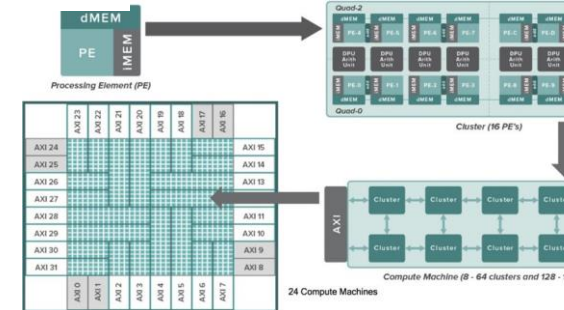 dMEM
PE
iMEM
Processing Element (PE)
Quad-2
dMEM dMEM dMEM dMEM dMEM dMEM
PE-4 PE-5 PE-6 PE-7 PE-C PE-D
DPU Arith Unit DPU Arith Unit DPU Arith Unit DPU Arith Unit DPU Arith Unit DPU Arith Unit
PE-0 PE-1 PE-2 PE-3 PE-8 PE-9
dMEM dMEM dMEM dMEM dMEM dMEM
Quad-0
Cluster (16 PE's)
AXI 23 AXI 22 AXI 21 AXI 20 AXI 19 AXI 18 AXI 17 AXI 16
AXI 24 AXI 15
AXI 25 AXI 14
AXI 26 AXI 13
AXI 27
AXI 28 AXI 11
AXI 29 AXI 10
AXI 30 AXI 9
AXI 31 AXI 8
AXI 0 AXI 1 AXI 2 AXI 3 AXI 4 AXI 5 AXI 6 AXI 7
AXI
Cluster Cluster Cluster Cluster
Cluster Cluster Cluster Cluster
Compute Machine (8 - 64 clusters and 128 -
24 Compute Machines